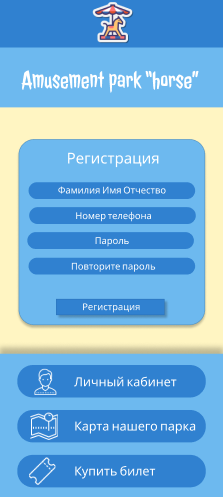 Amusement park "horse"
Регистрация
Фамилия Имя Отчество
Номер телефона
Пароль
Повторите пароль
Регистрация
Личный кабинет
Карта нашего парка
Купить билет